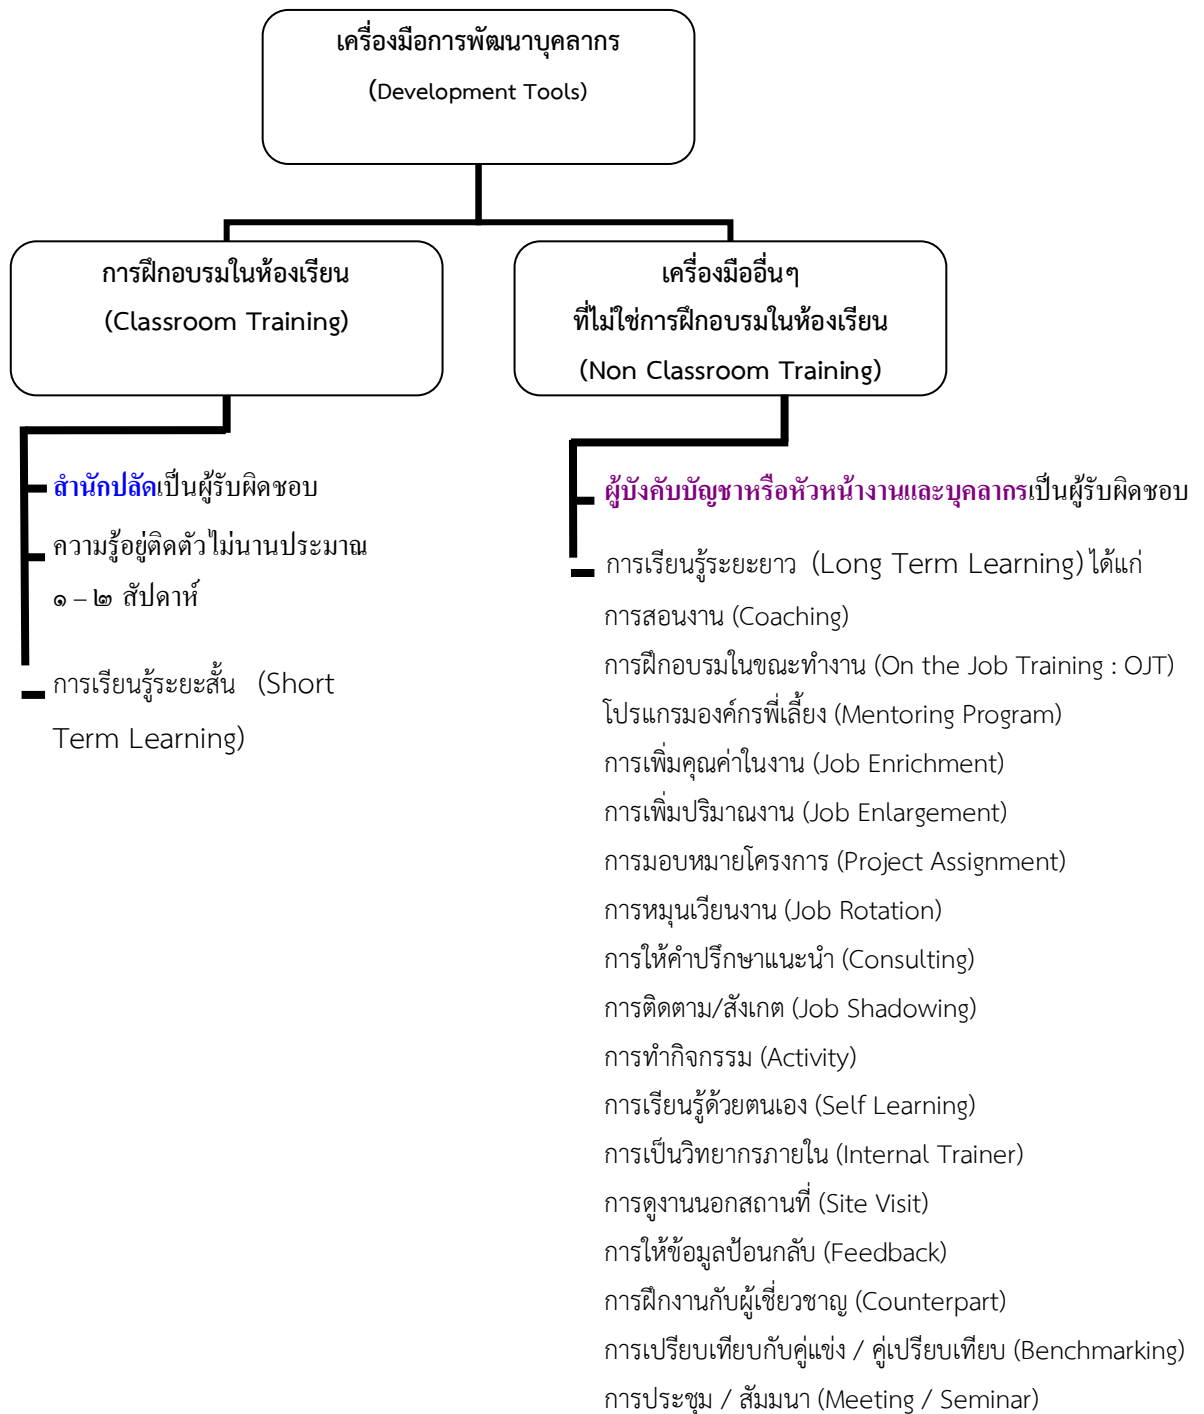 เครื่องมือการพัฒนาบุคลากร
(Development Tools)
การฝึกอบรมในห้องเรียน
(Classroom Training)
เครื่องมืออื่นๆ
ที่ไม่ใช่การฝึกอบรมในห้องเรียน
(Non Classroom Training)
สำนักปลัดเป็นผู้รับผิดชอบ
ความรู้อยู่ติดตัวไม่นานประมาณ
๑ – ๒ สัปดาห์
การเรียนรู้ระยะสั้น (Short
Term Learning)
ผู้บังคับบัญชาหรือหัวหน้างานและบุคลากรเป็นผู้รับผิดชอบ
การเรียนรู้ระยะยาว (Long Term Learning) ได้แก่
การสอนงาน (Coaching)
การฝึกอบรมในขณะทำงาน (On the Job Training : OJT)
โปรแกรมองค์กรพี่เลี้ยง (Mentoring Program)
การเพิ่มคุณค่าในงาน (Job Enrichment)
การเพิ่มปริมาณงาน (Job Enlargement)
การมอบหมายโครงการ (Project Assignment)
การหมุนเวียนงาน (Job Rotation)
การให้คำปรึกษาแนะนำ (Consulting)
การติดตาม/สังเกต (Job Shadowing)
การทำกิจกรรม (Activity)
การเรียนรู้ด้วยตนเอง (Self Learning)
การเป็นวิทยากรภายใน (Internal Trainer)
การดูงานนอกสถานที่ (Site Visit)
การให้ข้อมูลป้อนกลับ (Feedback)
การฝึกงานกับผู้เชี่ยวชาญ (Counterpart)
การเปรียบเทียบกับคู่แข่ง / คู่เปรียบเทียบ (Benchmarking)
การประชุม / สัมมนา (Meeting / Seminar)